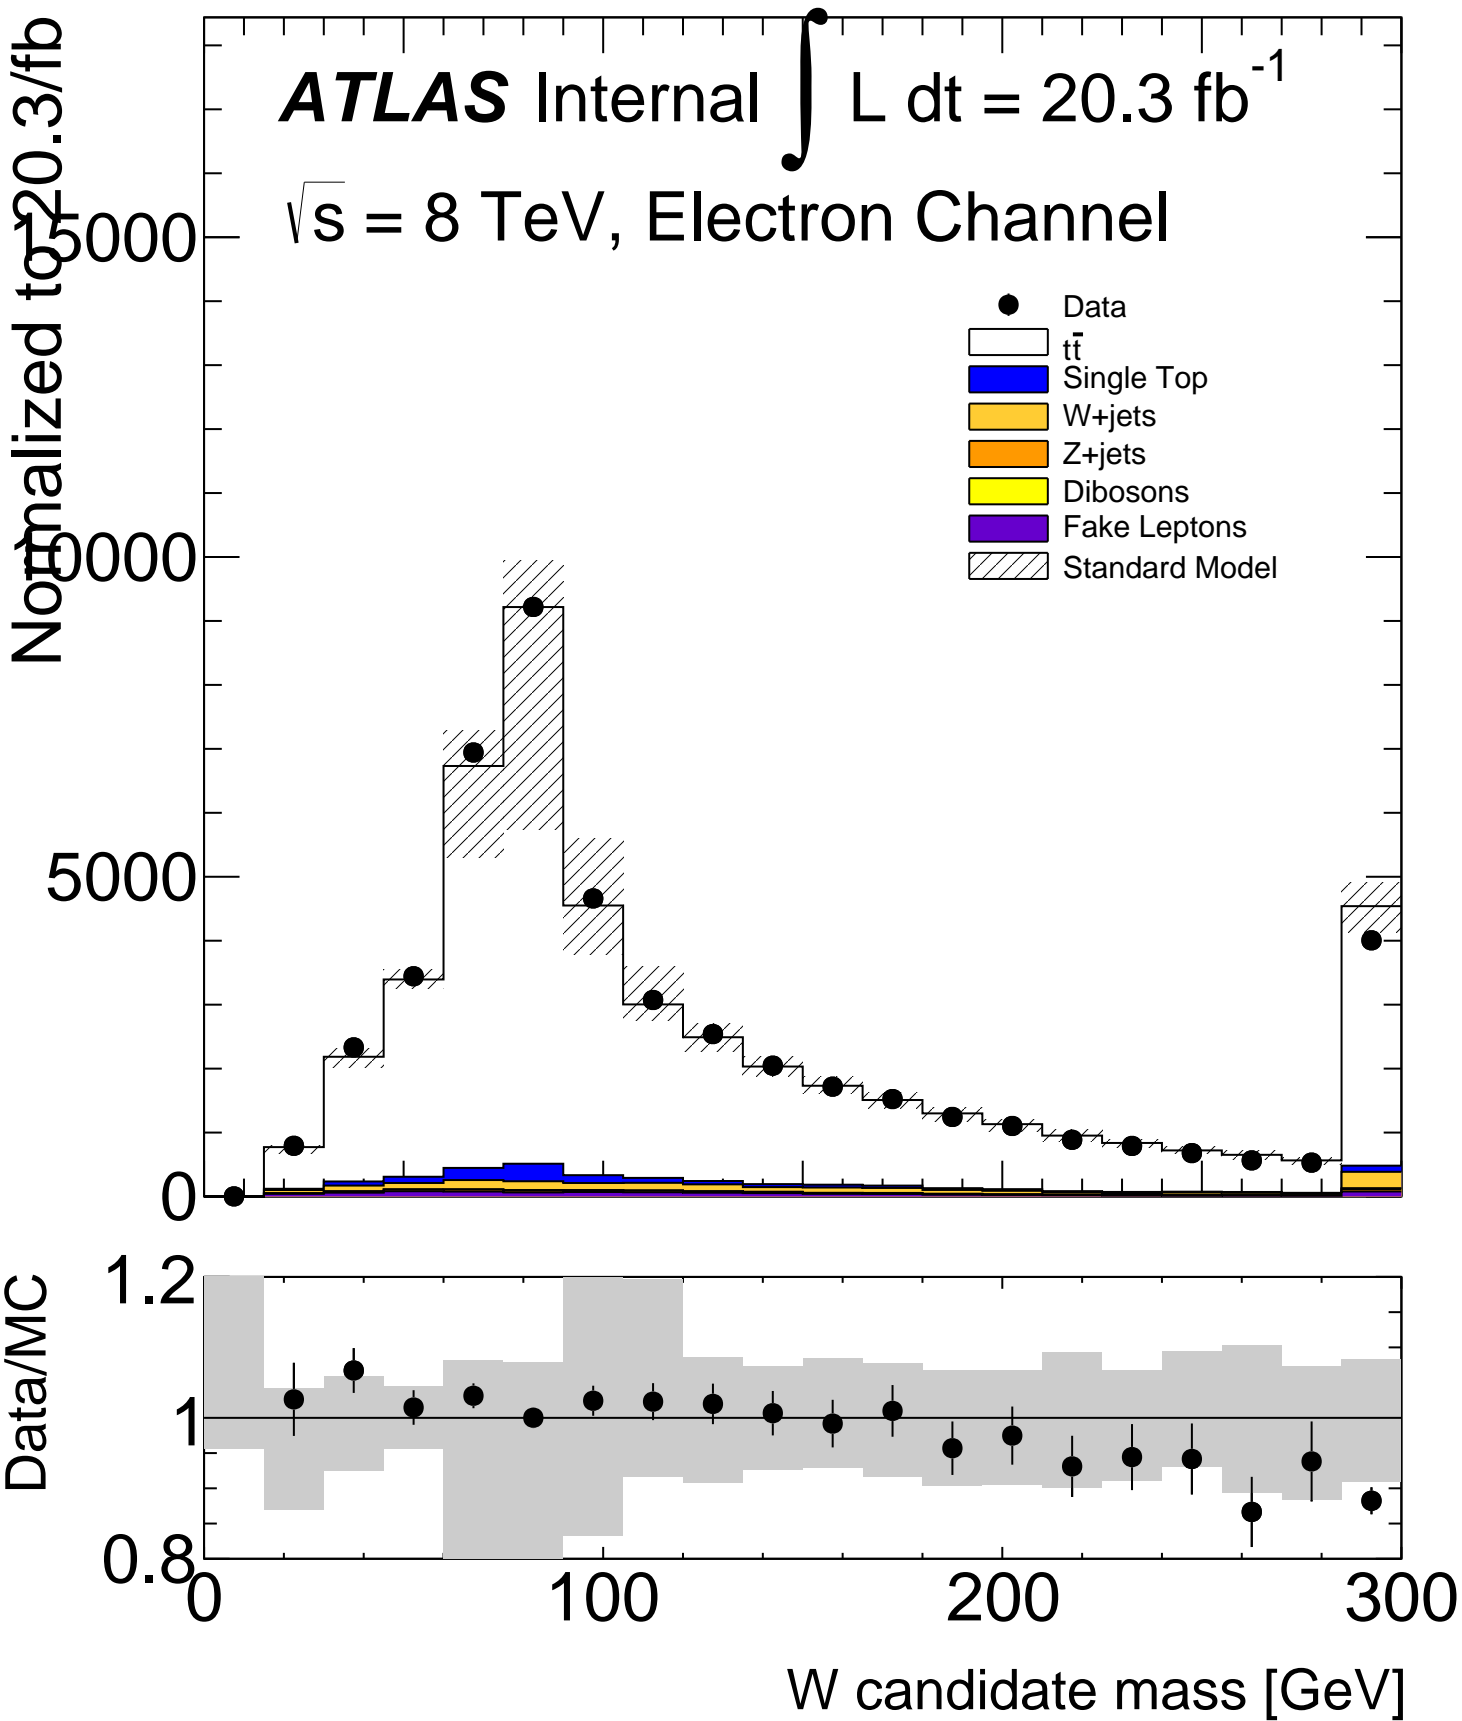 Normalized to 20.3/fb
ATLAS Internal ∫ L dt = 20.3 fb⁻¹
√s = 8 TeV, Electron Channel
Data
tt̄
Single Top
W+jets
Z+jets
Dibosons
Fake Leptons
Standard Model
5000
0000
5000
0
Data/MC
1.2
1
0.8
0 100 200 300
W candidate mass [GeV]